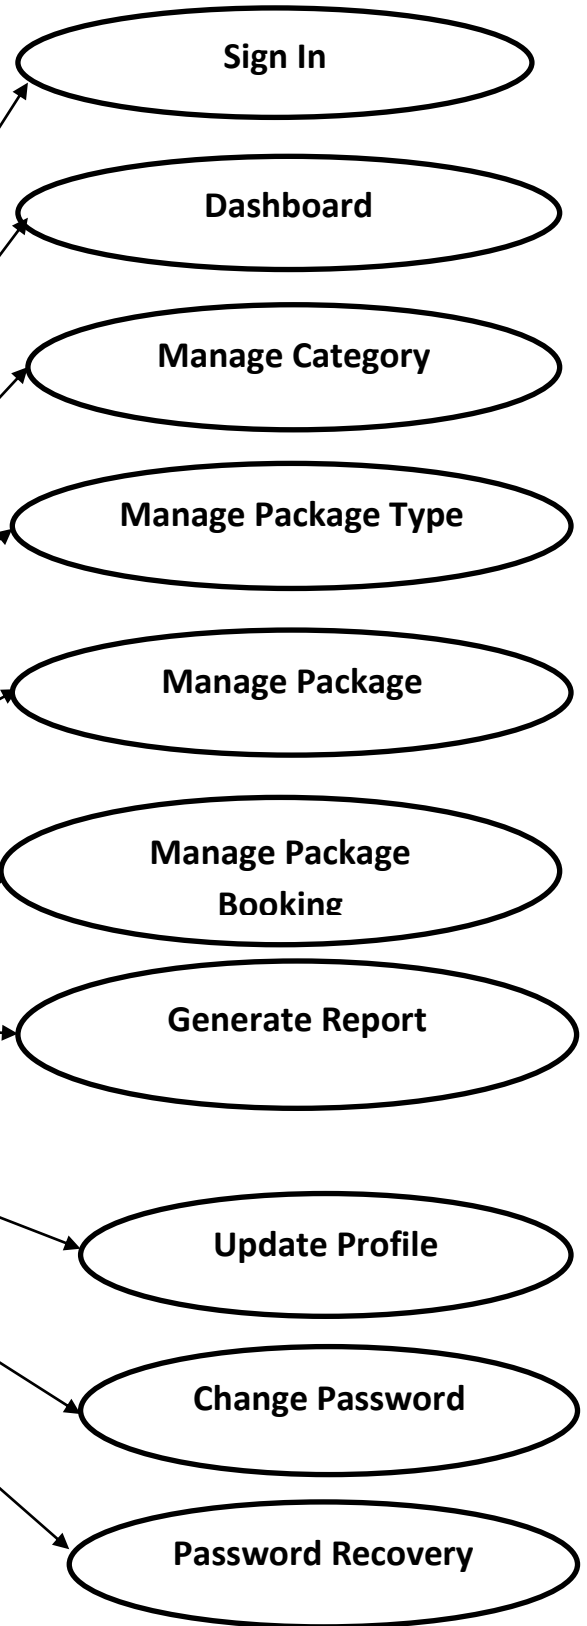 Sign In
Dashboard
Manage Category
Manage Package Type
Manage Package
Manage Package
Booking
Generate Report
Update Profile
Change Password
Password Recovery